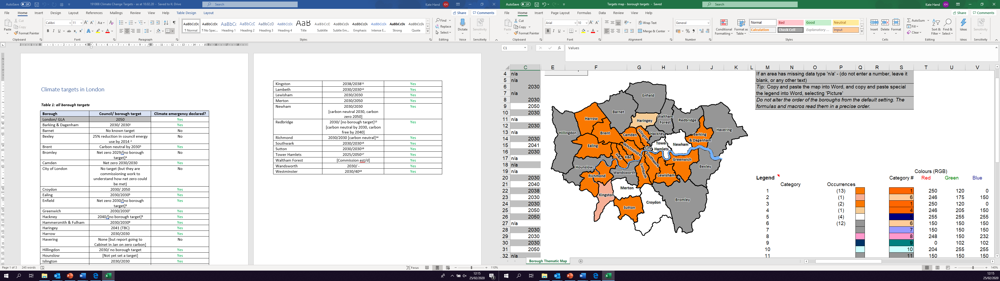 AutoSave Off
191008 Climate Change Targets - as at 10.02.20 - Saved to K: Drive
Search
Kate Hand KH
File Home Insert Draw Design Layout References Mailings Review View Help Table Design Layout
Share Comments
Paste
Cut
Copy
Format Painter
Clipboard
Calibri 11
Font
Paragraph
AaBbCcDc ¶ Normal
AaBbCcDc ¶ No Spac...
AaBbCc Heading 1
AaBbCcE Heading 2
AaBbCcD Heading 3
AaBbCcDc Heading 4
AaB Title
AaBbCcE Subtitle
AaBbCcDc Subtle Em...
AaBbCcDc Emphasis
AaBbCcDc Intense E...
AaBbCcDc Strong
AaBbCcDc Quote
Styles
Find
Replace
Select
Editing
Dictate
Voice
Sensitivity
Sensitivity
Climate targets in London
Table 1: all borough targets
Borough Council/ borough target Climate emergency declared?
London/ GLA 2050 Yes
Barking & Dagenham 2030/ 2030¹ Yes
Barnet No known target No
Bexley 25% reduction in council energy No
use by 2014 ²
Brent Carbon neutral by 2030³ Yes
Bromley Net zero 2029/[no borough No
target]⁴
Camden Net zero 2030/2030 Yes
City of London No target (but they are No
commissioning work to
understand how net zero could
be met)
Croydon 2030/ 2050 Yes
Ealing 2030/2030⁵ Yes
Enfield Net zero 2030/[no borough Yes
target]⁶
Greenwich 2030/2030⁷ Yes
Hackney 2040/[no borough target]⁸ Yes
Hammersmith & Fulham 2030/2030⁹ Yes
Haringey 2041 (TBC) Yes
Harrow 2030/2030 Yes
Havering None [but report going to No
Cabinet in Jan on zero carbon]
Hillingdon 2030/ no borough target Yes
Hounslow [Not yet set a target] Yes
Islington 2030/2030 Yes
Kingston 2038/2038¹¹ Yes
Lambeth 2030/2030¹² Yes
Lewisham 2030/2030 Yes
Merton 2030/2050 Yes
Newham 2030/2030 Yes
[carbon neutral 2030, carbon
zero 2050]
Redbridge 2030/ [no borough target]¹³ Yes
[carbon neutral by 2030, carbon
free by 2040]
Richmond 2030/2030 [carbon neutral]¹⁴ Yes
Southwark 2030/2030¹⁵ Yes
Sutton 2030/2030¹⁶ Yes
Tower Hamlets 2025/2050¹⁷ Yes
Waltham Forest [Commission est/d] Yes
Wandsworth 2030/ - Yes
Westminster 2030/40¹⁸ Yes
Page 1 of 3 245 words
Focus
110%
12:15
25/02/2020
AutoSave Off
Targets map - borough targets - Saved
Search
Kate Hand KH
File Home Insert Page Layout Formulas Data Review View Help
Share Comments
Paste
Cut
Copy
Format Painter
Clipboard
Arial 10
Font
Wrap Text
Merge & Center
Alignment
General
Number
Conditional Formatting
Format as Table
Normal Bad Good Neutral
Calculation Check Cell Explanatory ... Input
Styles
Insert Delete Format
Cells
AutoSum
Fill
Clear
Sort & Filter
Find & Select
Editing
Ideas
Ideas
Sensitivity
Sensitivity
C1
Values
C E F G H I J K L M N O P Q R S T U V
4 n/a
5 n/a
6 2030
7 n/a
8 2030
9 2050
10 2030
11 n/a
12 2030
13 n/a
14 2030
15 2041
16 2030
17 n/a
18 n/a
19 n/a
20 2030
21 2040
22 2038
23 2030
24 2030
25 2050
26 2050
27 n/a
28 2030
29 2030
30 2030
31 2050
32 n/a
Enfield
Barnet
Harrow
Haringey
Waltham
Forest
Redbridge
Havering
Hillingdon
Brent
Camden
Islington
Hackney
Barking
& Dagenham
Ealing
Westminster
City
Tower
Hamlets
Newham
H&F
K&C
Southwark
Greenwich
Hounslow
Wandsworth
Lambeth
Bexley
Richmond
Lewisham
Merton
Kingston
Bromley
Croydon
Sutton
If an area has missing data type 'n/a' - (do not enter a number, leave it
blank, or any other text)
Tip: Copy and paste the map into Word, and copy and paste special
the legend into Word, selecting 'Picture'
Do not alter the order of the boroughs from the default setting. The
formulas and macros read them in a precise order.
Colours (RGB)
Legend Category # Red Green Blue
Category Occurrences
1 (13) 1 250 120 0
2 (1) 6 246 175 150
3 (2) 1 250 120 0
4 (1) 4 246 205 150
5 (4) 255 255 255
6 (12) 6 150 150 150
7 7 150 150 150
8 8 248 150 232
9 9 0 102 102
10 10 204 255 255
11 11 150 150 150
Borough Thematic Map
145%
12:15
25/02/2020